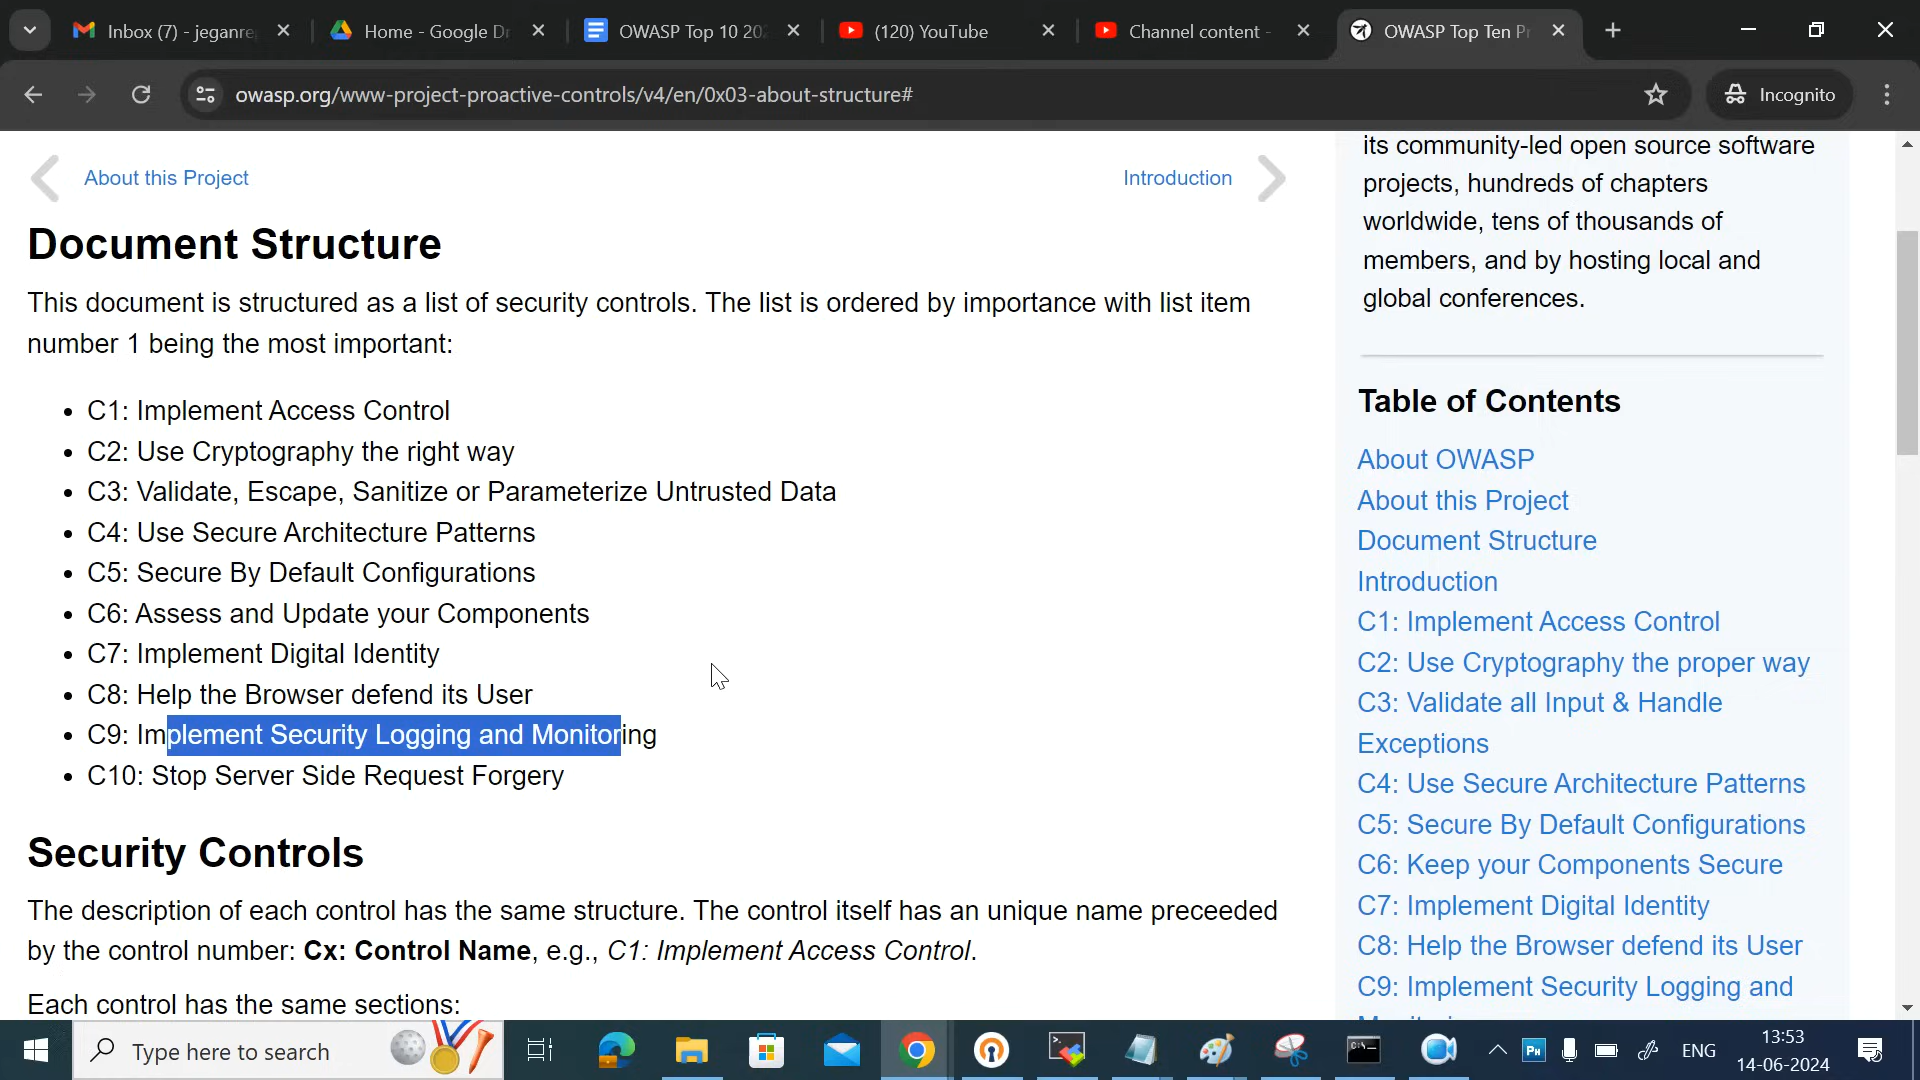 Inbox (7) - jeganre
Home - Google Dr
OWASP Top 10 202
(120) YouTube
Channel content -
OWASP Top Ten Pr
owasp.org/www-project-proactive-controls/v4/en/0x03-about-structure#
Incognito
About this Project
Introduction
Document Structure
This document is structured as a list of security controls. The list is ordered by importance with list item
number 1 being the most important:
C1: Implement Access Control
C2: Use Cryptography the right way
C3: Validate, Escape, Sanitize or Parameterize Untrusted Data
C4: Use Secure Architecture Patterns
C5: Secure By Default Configurations
C6: Assess and Update your Components
C7: Implement Digital Identity
C8: Help the Browser defend its User
C9: Implement Security Logging and Monitoring
C10: Stop Server Side Request Forgery
Security Controls
The description of each control has the same structure. The control itself has an unique name preceeded
by the control number: Cx: Control Name, e.g., C1: Implement Access Control.
Each control has the same sections:
its community-led open source software
projects, hundreds of chapters
worldwide, tens of thousands of
members, and by hosting local and
global conferences.
Table of Contents
About OWASP
About this Project
Document Structure
Introduction
C1: Implement Access Control
C2: Use Cryptography the proper way
C3: Validate all Input & Handle
Exceptions
C4: Use Secure Architecture Patterns
C5: Secure By Default Configurations
C6: Keep your Components Secure
C7: Implement Digital Identity
C8: Help the Browser defend its User
C9: Implement Security Logging and
Type here to search
ENG
13:53
14-06-2024